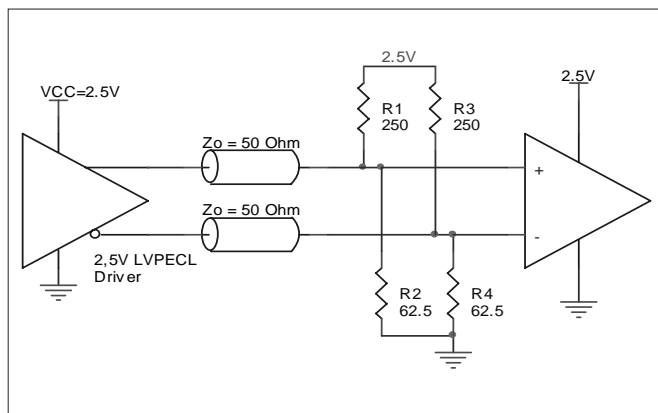 2.5V
VCC=2.5V
2.5V
R1
250
R3
250
Zo = 50 Ohm
+
Zo = 50 Ohm
-
2,5V LVPECL
Driver
R2
62.5
R4
62.5